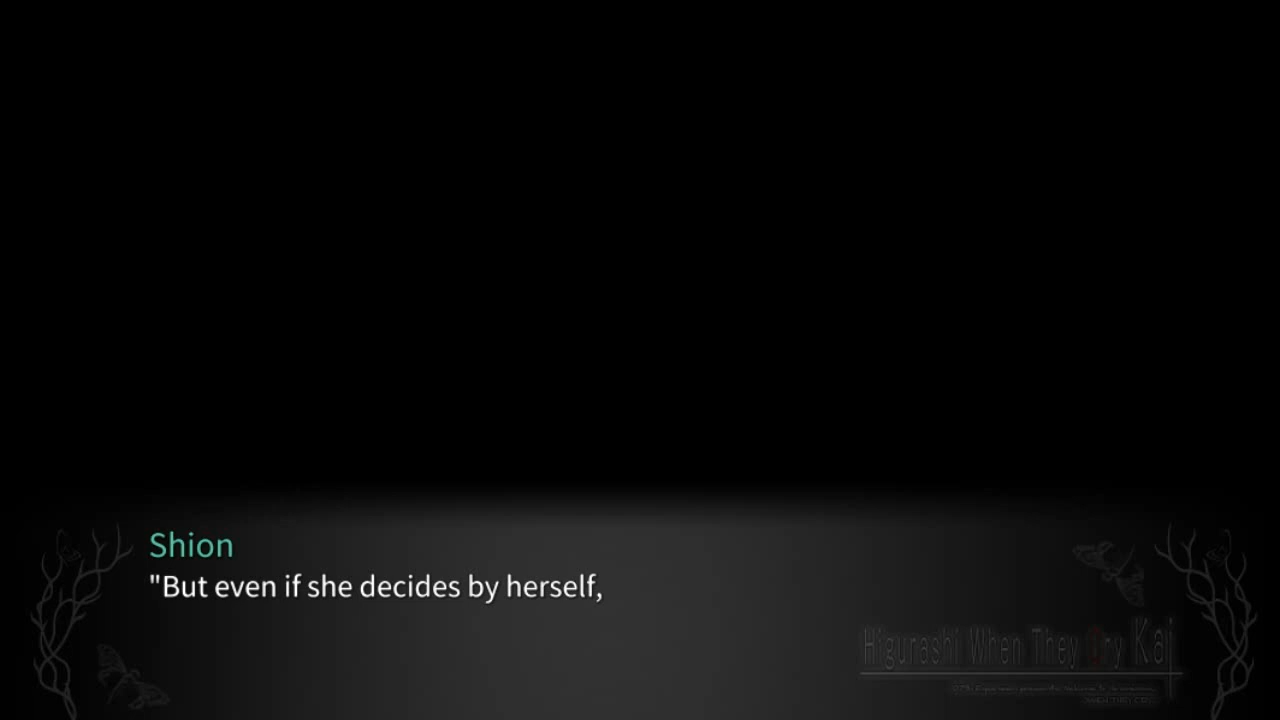 Shion
"But even if she decides by herself,
Higurashi When They Cry Kai